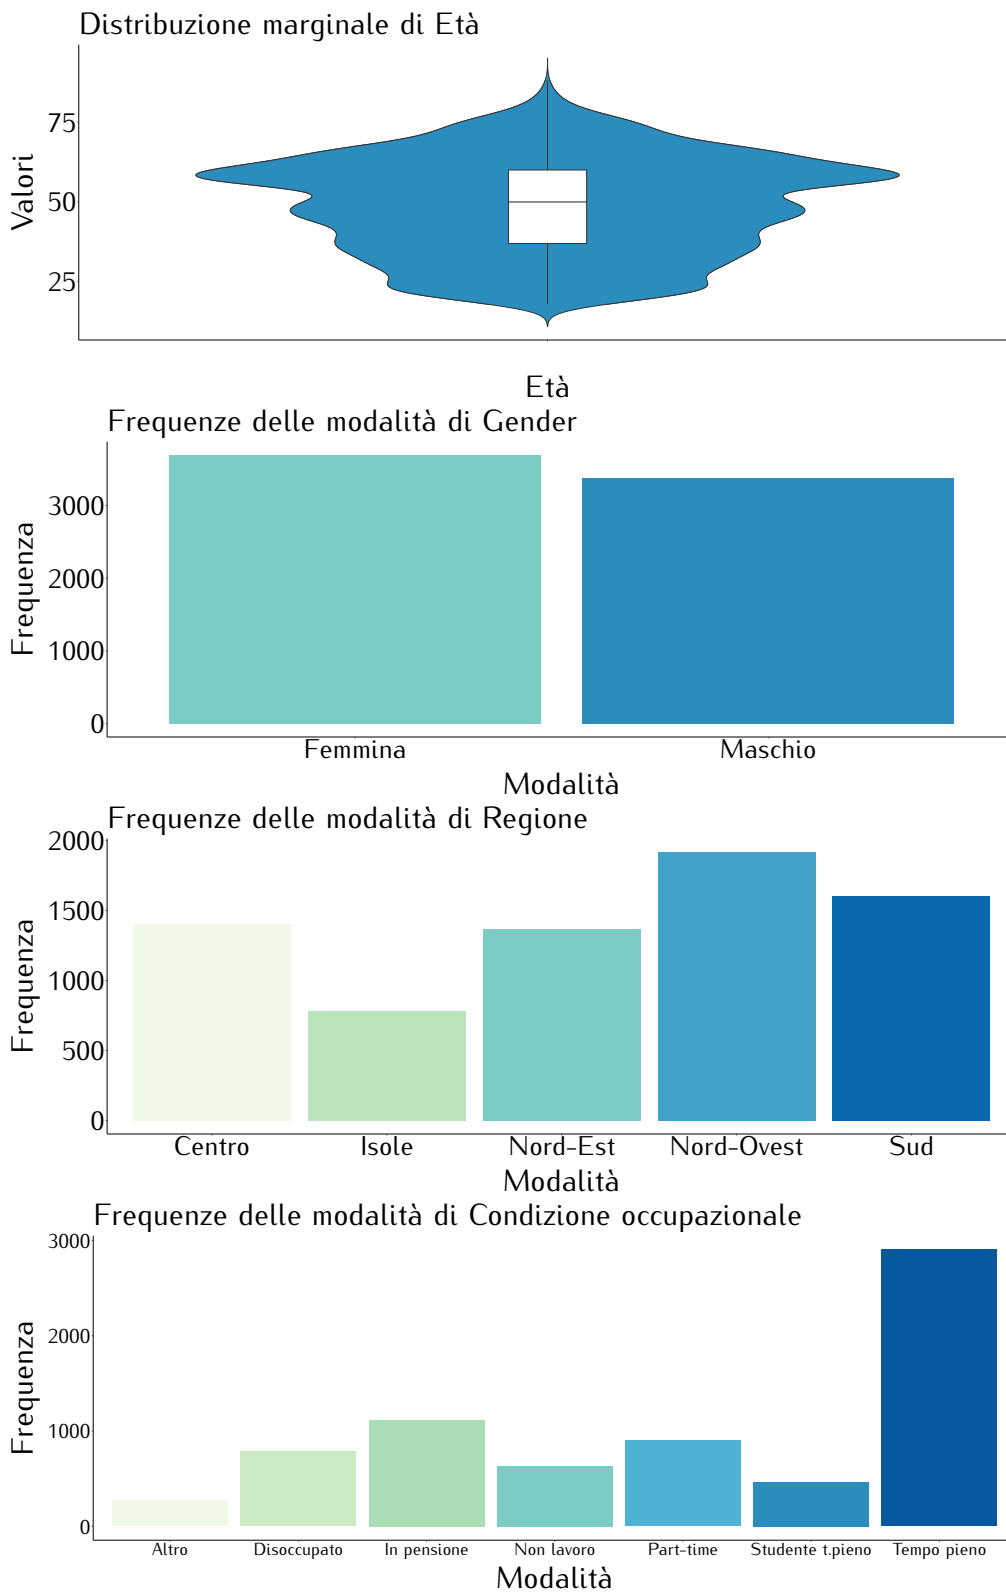 Distribuzione marginale di Età
Valori
75
50
25
Età
Frequenze delle modalità di Gender
Frequenza
3000
2000
1000
0
Femmina Maschio
Modalità
Frequenze delle modalità di Regione
Frequenza
2000
1500
1000
500
0
Centro Isole Nord-Est Nord-Ovest Sud
Modalità
Frequenze delle modalità di Condizione occupazionale
Frequenza
3000
2000
1000
0
Altro Disoccupato In pensione Non lavoro Part-time Studente t.pieno Tempo pieno
Modalità